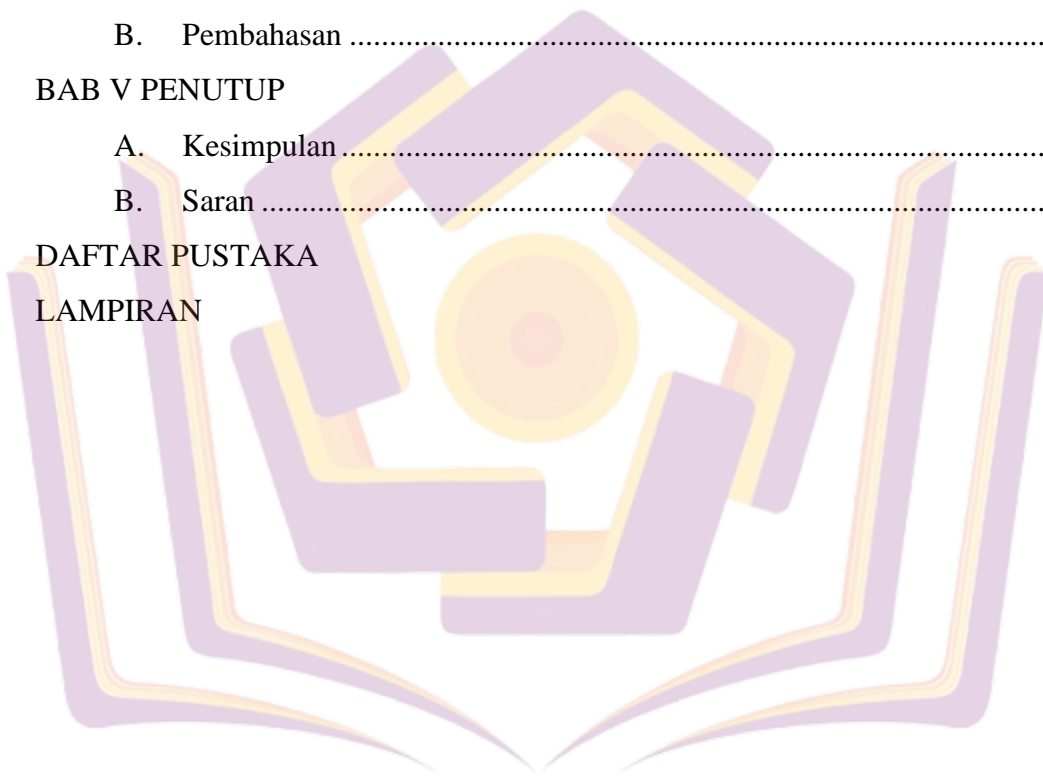 B. Pembahasan ........................................................................................
BAB V PENUTUP
A. Kesimpulan ........................................................................................
B. Saran ..................................................................................................
DAFTAR PUSTAKA
LAMPIRAN